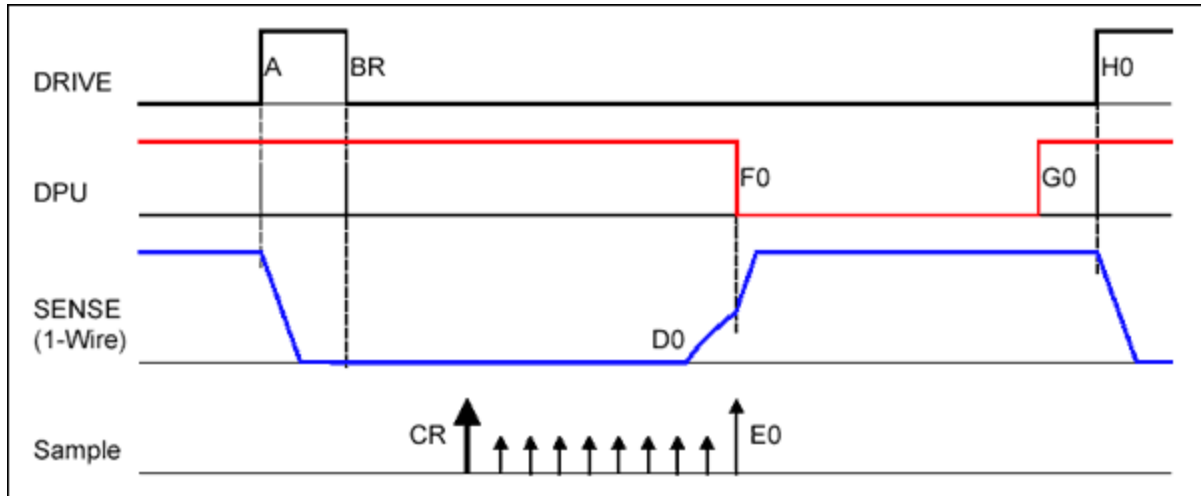 DRIVE
A
BR
H0
DPU
F0
G0
SENSE
(1-Wire)
D0
Sample
CR
E0